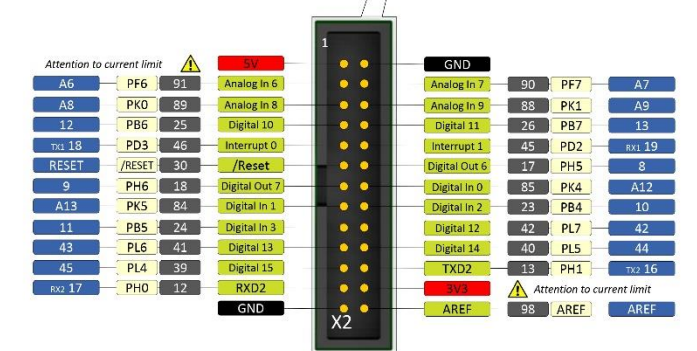 1
Attention to current limit 5V GND
A6 PF6 91 Analog In 6 Analog In 7 90 PF7 A7
A8 PK0 89 Analog In 8 Analog In 9 88 PK1 A9
12 PB6 25 Digital 10 Digital 11 26 PB7 13
TX1 18 PD3 46 Interrupt 0 Interrupt 1 45 PD2 RX1 19
RESET /RESET 30 /Reset Digital Out 6 17 PH5 8
9 PH6 18 Digital Out 7 Digital In 0 85 PK4 A12
A13 PK5 84 Digital In 1 Digital In 2 23 PB4 10
11 PB5 24 Digital In 3 Digital 12 42 PL7 42
43 PL6 41 Digital 13 Digital 14 40 PL5 44
45 PL4 39 Digital 15 TXD2 13 PH1 TX2 16
RX2 17 PH0 12 RXD2 3V3 Attention to current limit
GND X2 AREF 98 AREF AREF